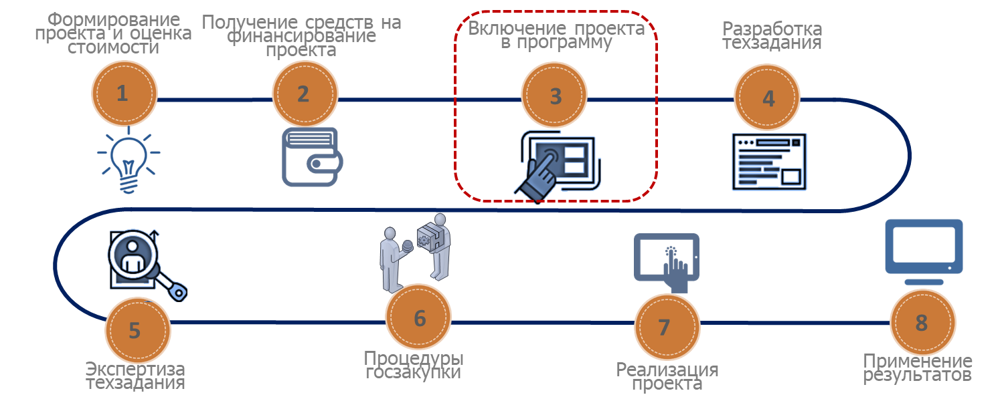 Формирование
проекта и оценка
стоимости
Получение средств на
финансирование
проекта
Включение проекта
в программу
Разработка
техзадания
1
2
3
4
5
6
7
8
Экспертиза
техзадания
Процедуры
госзакупки
Реализация
проекта
Применение
результатов